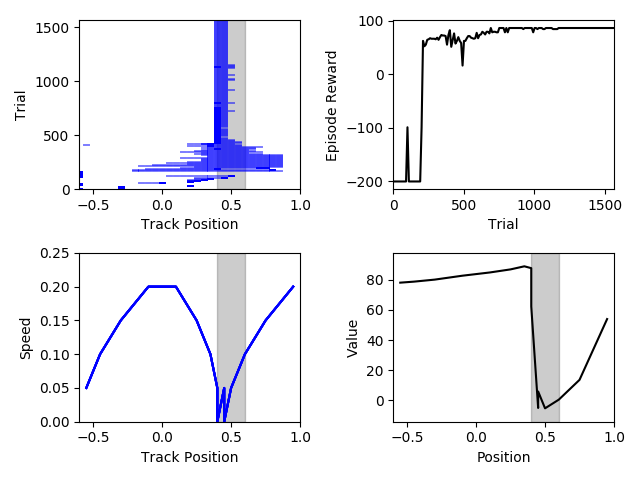 1500
1000
500
0
Trial
−0.5 0.0 0.5 1.0
Track Position
100
0
−100
−200
Episode Reward
0 500 1000 1500
Trial
0.25
0.20
0.15
0.10
0.05
0.00
Speed
−0.5 0.0 0.5 1.0
Track Position
80
60
40
20
0
Value
−0.5 0.0 0.5 1.0
Position